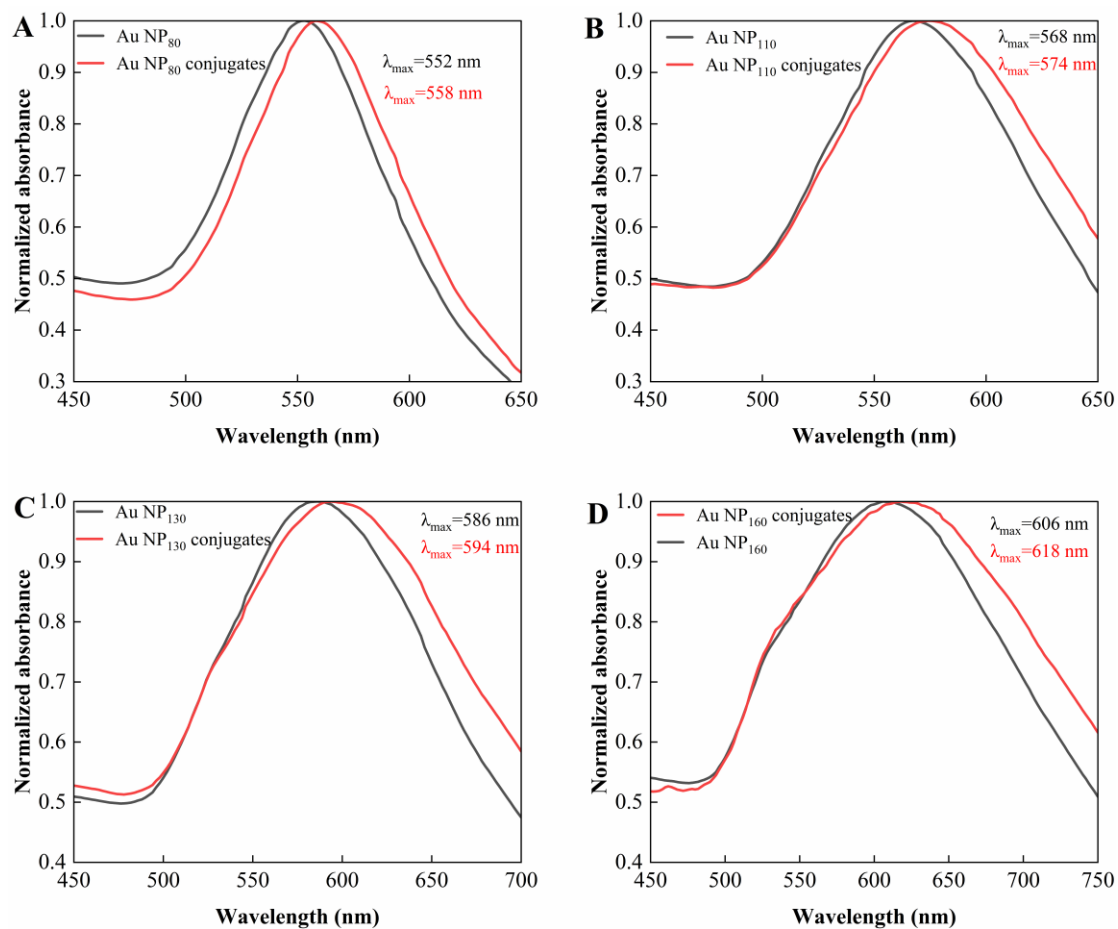 A
Au NP80
Au NP80 conjugates
λmax=552 nm
λmax=558 nm
Normalized absorbance
1.0
0.9
0.8
0.7
0.6
0.5
0.4
0.3
450 500 550 600 650
Wavelength (nm)
B
Au NP110
Au NP110 conjugates
λmax=568 nm
λmax=574 nm
Normalized absorbance
1.0
0.9
0.8
0.7
0.6
0.5
0.4
0.3
450 500 550 600 650
Wavelength (nm)
C
Au NP130
Au NP130 conjugates
λmax=586 nm
λmax=594 nm
Normalized absorbance
1.0
0.9
0.8
0.7
0.6
0.5
0.4
450 500 550 600 650 700
Wavelength (nm)
D
Au NP160 conjugates
Au NP160
λmax=606 nm
λmax=618 nm
Normalized absorbance
1.0
0.9
0.8
0.7
0.6
0.5
0.4
450 500 550 600 650 700 750
Wavelength (nm)